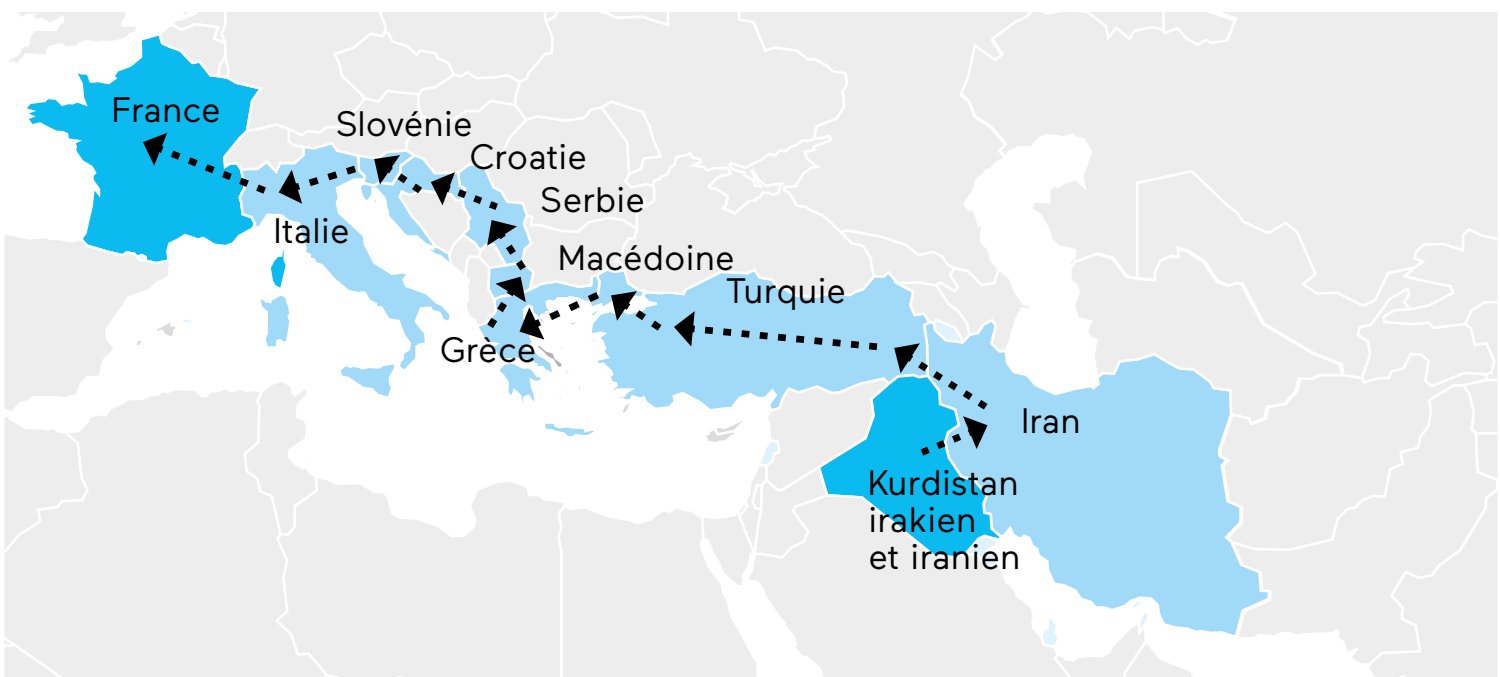 France
Slovénie
Croatie
Serbie
Italie
Macédoine
Turquie
Grèce
Iran
Kurdistan
irakien
et iranien